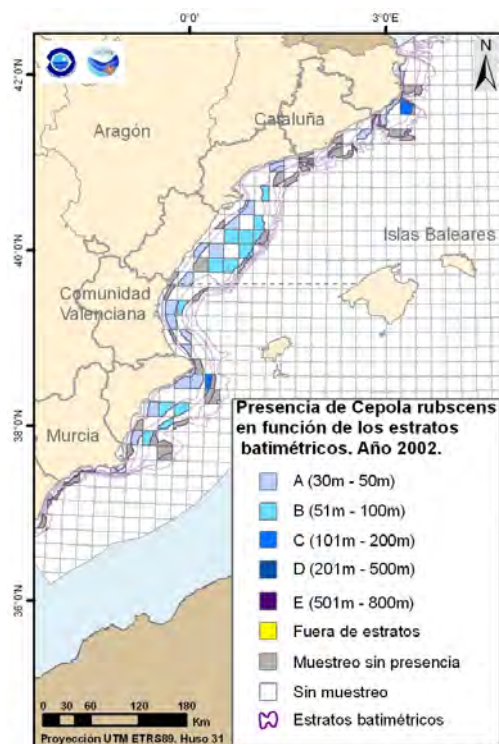 0°0' 3°0'E
42°0'N
N
Cataluña
Aragón
40°0'N
Islas Baleares
Comunidad
Valenciana
38°0'N
Murcia
36°0'N
Presencia de Cepola rubscens
en función de los estratos
batimétricos. Año 2002.
A (30m - 50m)
B (51m - 100m)
C (101m - 200m)
D (201m - 500m)
E (501m - 800m)
Fuera de estratos
Muestreo sin presencia
Sin muestreo
Estratos batimétricos
0 30 60 120 180
Km
Proyección UTM ETRS89. Huso 31